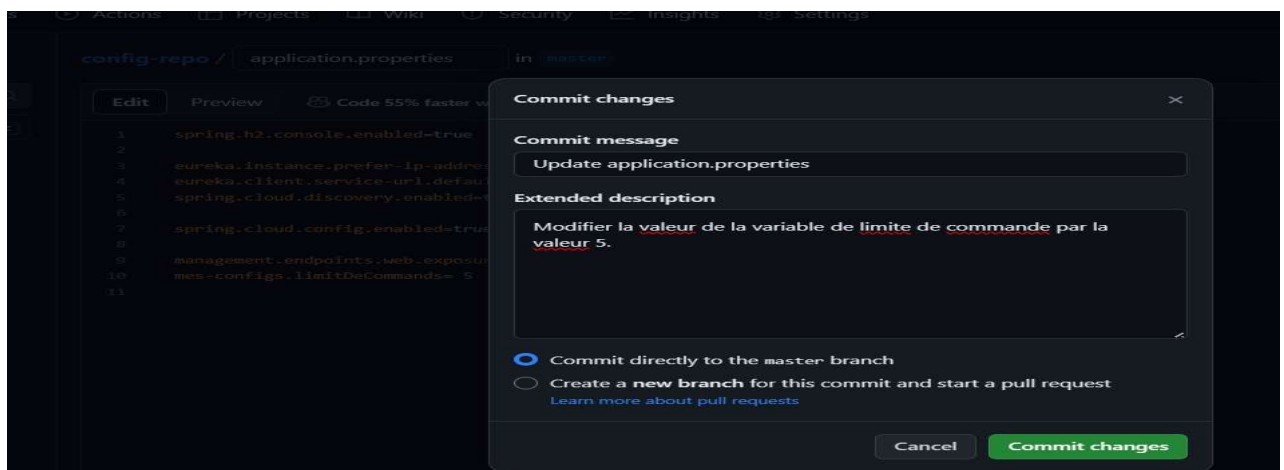 Actions Projects Wiki Security Insights Settings
config-repo / application.properties in master
Edit Preview Code 55% faster w
1 spring.h2.console.enabled=true
2
3 eureka.instance.prefer-ip-addres
4 eureka.client.service-url.defaul
5 spring.cloud.discovery.enabled=t
6
7 spring.cloud.config.enabled=true
8
9 management.endpoints.web.exposur
10 mes-configs.limitDeCommands= 5
11
Commit changes
Commit message
Update application.properties
Extended description
Modifier la valeur de la variable de limite de commande par la
valeur 5.
Commit directly to the master branch
Create a new branch for this commit and start a pull request
Learn more about pull requests
Cancel Commit changes